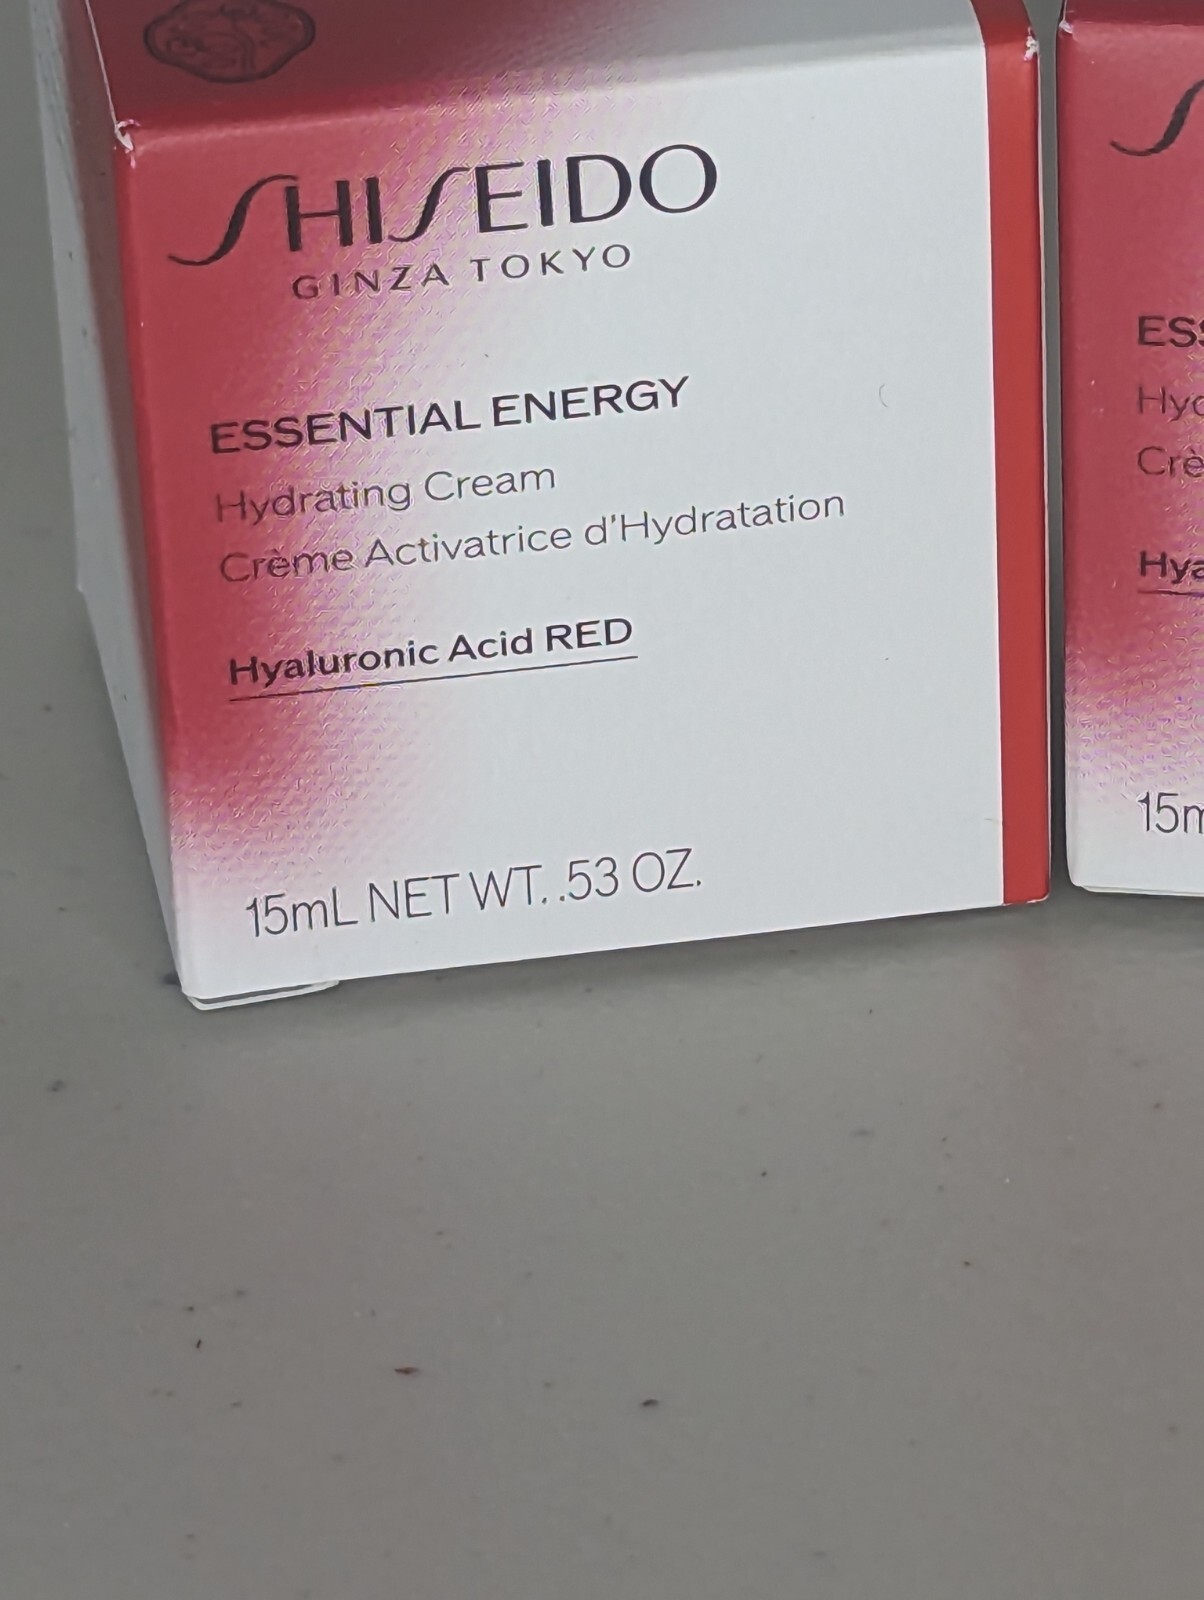 SHISEIDO
GINZA TOKYO
ESSENTIAL ENERGY
Hydrating Cream
Crème Activatrice d'Hydratation
Hyaluronic Acid RED
15mL NET WT. .53 OZ.